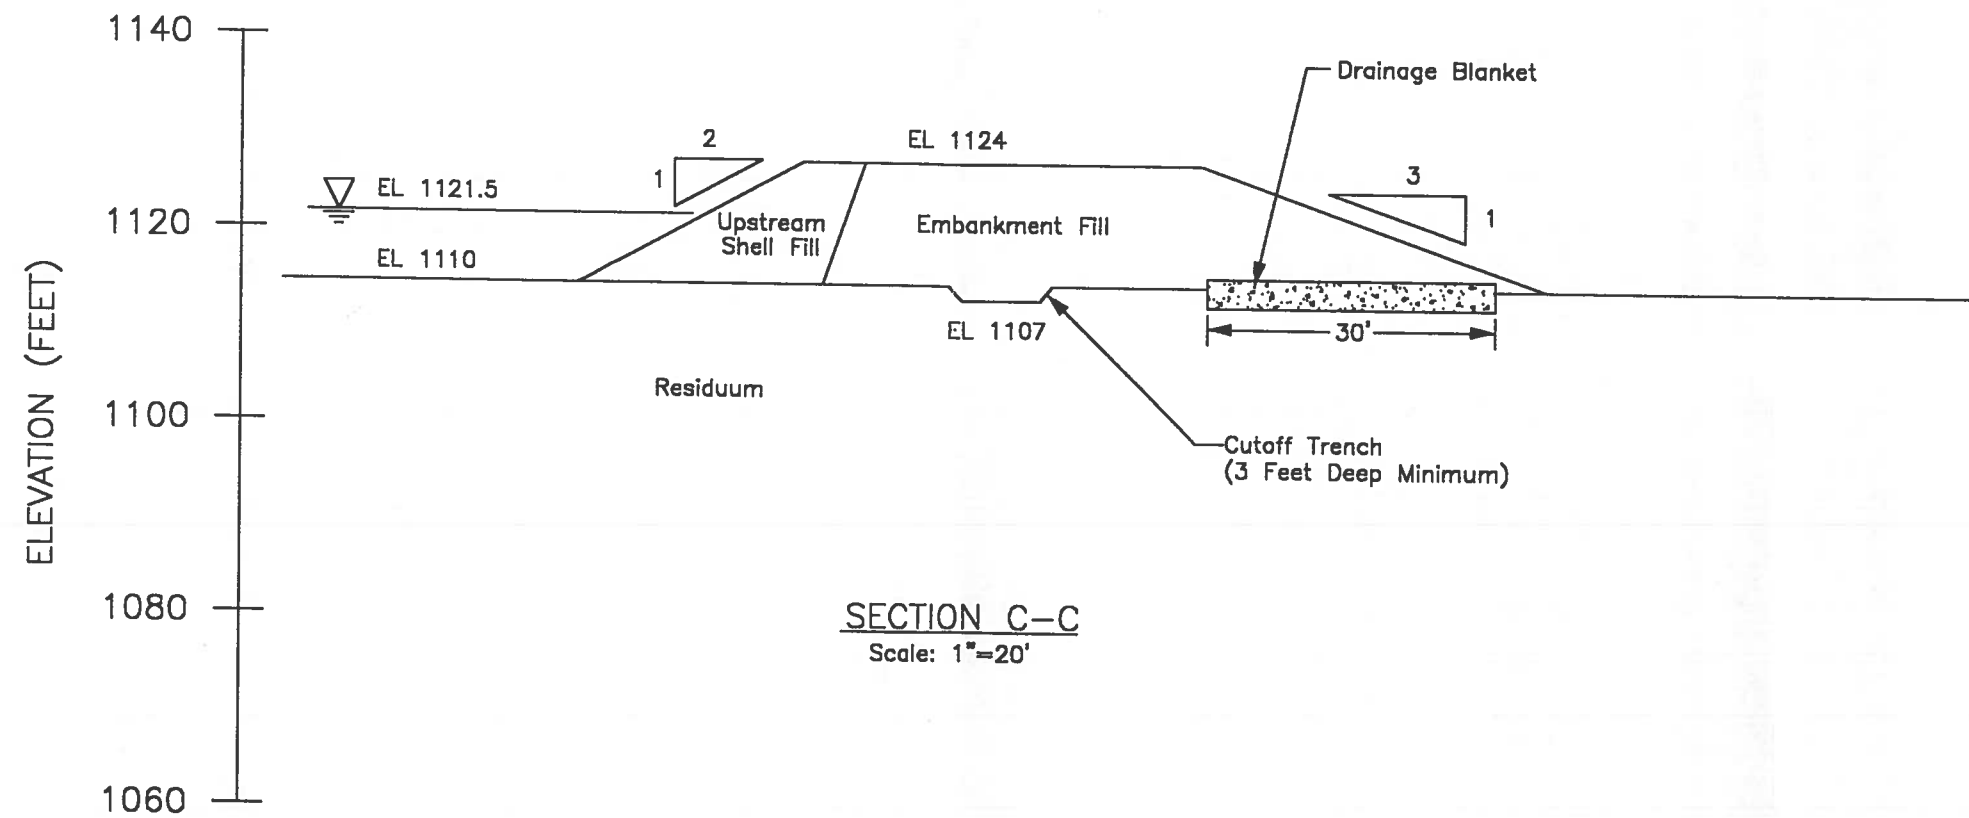 1140
Drainage Blanket
2
EL 1124
1
3
EL 1121.5
1
1120
Upstream
Shell Fill
Embankment Fill
EL 1110
30'
EL 1107
ELEVATION (FEET)
Residuum
1100
Cutoff Trench
(3 Feet Deep Minimum)
1080
SECTION C-C
Scale: 1"=20'
1060